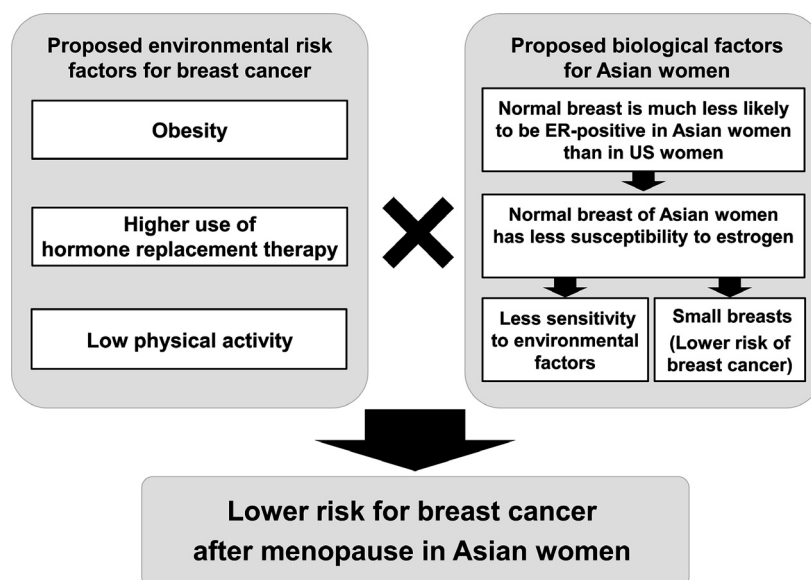 Proposed environmental risk
factors for breast cancer
Obesity
Higher use of
hormone replacement therapy
Low physical activity
Proposed biological factors
for Asian women
Normal breast is much less likely
to be ER-positive in Asian women
than in US women
Normal breast of Asian women
has less susceptibility to estrogen
Less sensitivity
to environmental
factors
Small breasts
(Lower risk of
breast cancer)
Lower risk for breast cancer
after menopause in Asian women